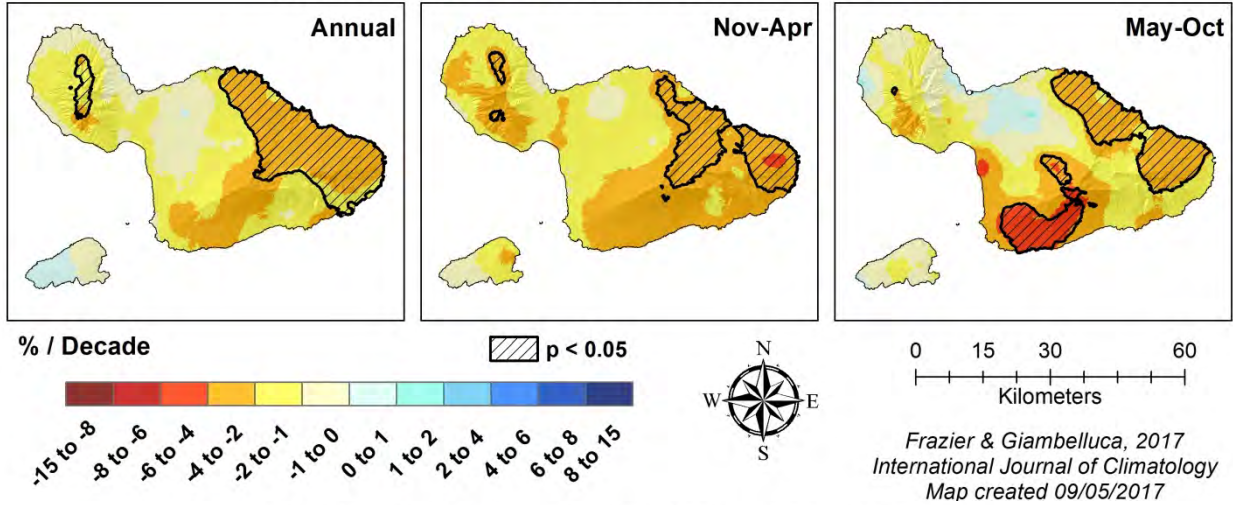 Annual
Nov-Apr
May-Oct
% / Decade
p < 0.05
-15 to -8
-8 to -6
-6 to -4
-4 to -2
-2 to -1
-1 to 0
0 to 1
1 to 2
2 to 4
4 to 6
6 to 8
8 to 15
N
W E
S
0 15 30 60
Kilometers
Frazier & Giambelluca, 2017
International Journal of Climatology
Map created 09/05/2017